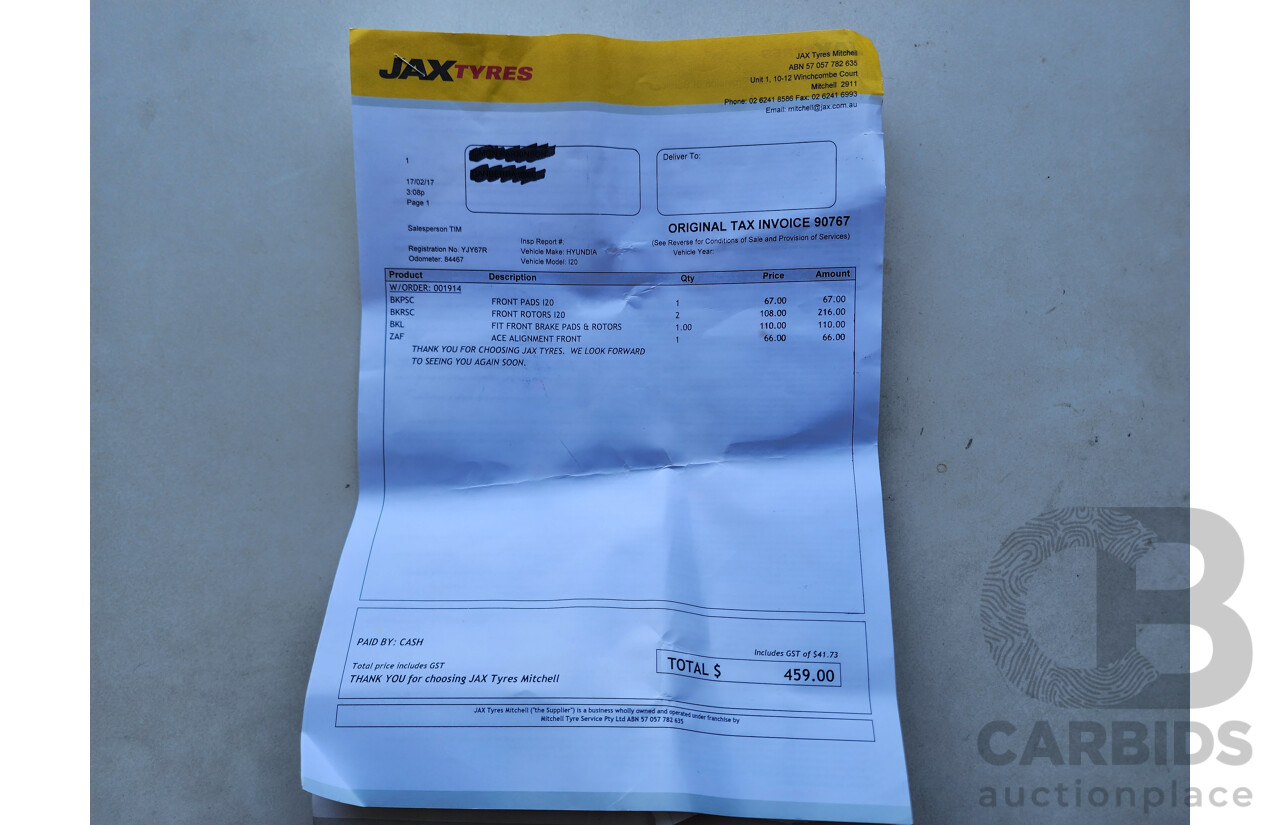 JAX TYRES
JAX Tyres Mitchell
ABN 57 057 782 635
Unit 1, 10-12 Winchcombe Court
Mitchell 2911
Phone: 02 6241 8586 Fax: 02 6241 6993
Email: mitchell@jax.com.au
1
17/02/17
3:08p
Page 1
Deliver To:
Salesperson TIM
ORIGINAL TAX INVOICE 90767
(See Reverse for Conditions of Sale and Provision of Services)
Registration No. YJY67R
Odometer: 84467
Insp Report #:
Vehicle Make: HYUNDIA
Vehicle Model: I20
Vehicle Year:
Product Description Qty Price Amount
W/ORDER: 001914
BKPSC FRONT PADS I20 1 67.00 67.00
BKRSC FRONT ROTORS I20 2 108.00 216.00
BKL FIT FRONT BRAKE PADS & ROTORS 1.00 110.00 110.00
ZAF ACE ALIGNMENT FRONT 1 66.00 66.00
THANK YOU FOR CHOOSING JAX TYRES. WE LOOK FORWARD
TO SEEING YOU AGAIN SOON.
PAID BY: CASH
Includes GST of $41.73
Total price includes GST
TOTAL $ 459.00
THANK YOU for choosing JAX Tyres Mitchell
JAX Tyres Mitchell ("the Supplier") is a business wholly owned and operated under franchise by
Mitchell Tyre Service Pty Ltd ABN 57 057 782 635
CB
CARBIDS
auctionplace